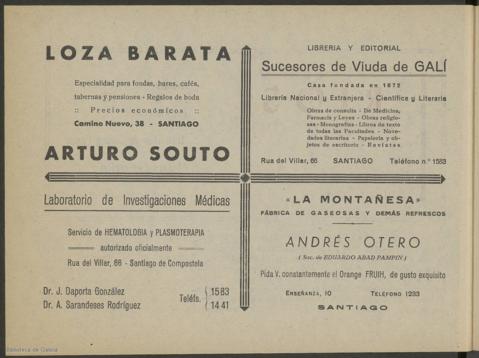 LOZA BARATA
Especialidad para fondas, bares, cafés,
tabernas y pensiones - Regalos de boda
:: Precios económicos ::
Camino Nuevo, 38 - SANTIAGO
ARTURO SOUTO
LIBRERIA Y EDITORIAL
Sucesores de Viuda de GALÍ
Casa fundada en 1872
Librería Nacional y Extranjera - Científica y Literaria
Obras de consulta - De Medicina,
Farmacia y Leyes - Obras religio-
sas - Monografías - Libros de texto
de todas las Facultades - Nove-
dades literarias - Papelería y ob-
jetos de escritorio - Revistas
Rua del Villar, 66 SANTIAGO Teléfono n.º 1583
Laboratorio de Investigaciones Médicas
Servicio de HEMATOLOGIA y PLASMOTERAPIA
autorizado oficialmente
Rua del Villar, 66 - Santiago de Compostela
Dr. J. Daporta González
Dr. A. Sarandeses Rodríguez
Teléfs.
1583
1441
«LA MONTAÑESA»
FÁBRICA DE GASEOSAS Y DEMÁS REFRESCOS
ANDRÉS OTERO
(Suc. de EDUARDO ABAD PAMPIN)
Pida V. constantemente el Orange FRUIH, de gusto exquisito
ENSEÑANZA, 10 TELÉFONO 1233
SANTIAGO
Biblioteca de Galicia